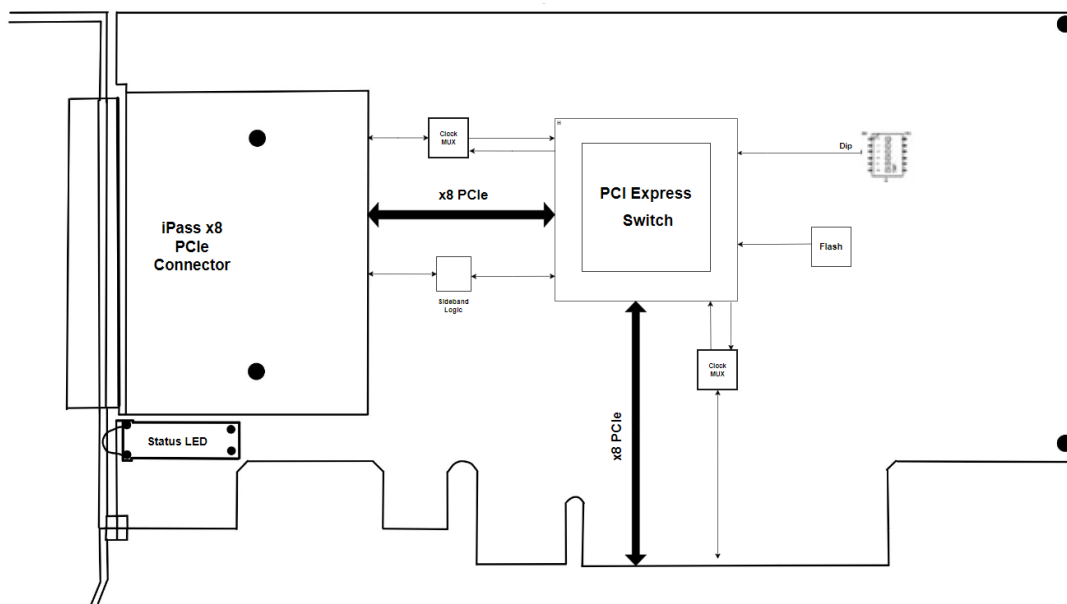 Clock
MUX
Dip
x8 PCIe
PCI Express
Switch
iPass x8
PCIe
Connector
Flash
Sideband
Logic
Clock
MUX
x8 PCIe
Status LED